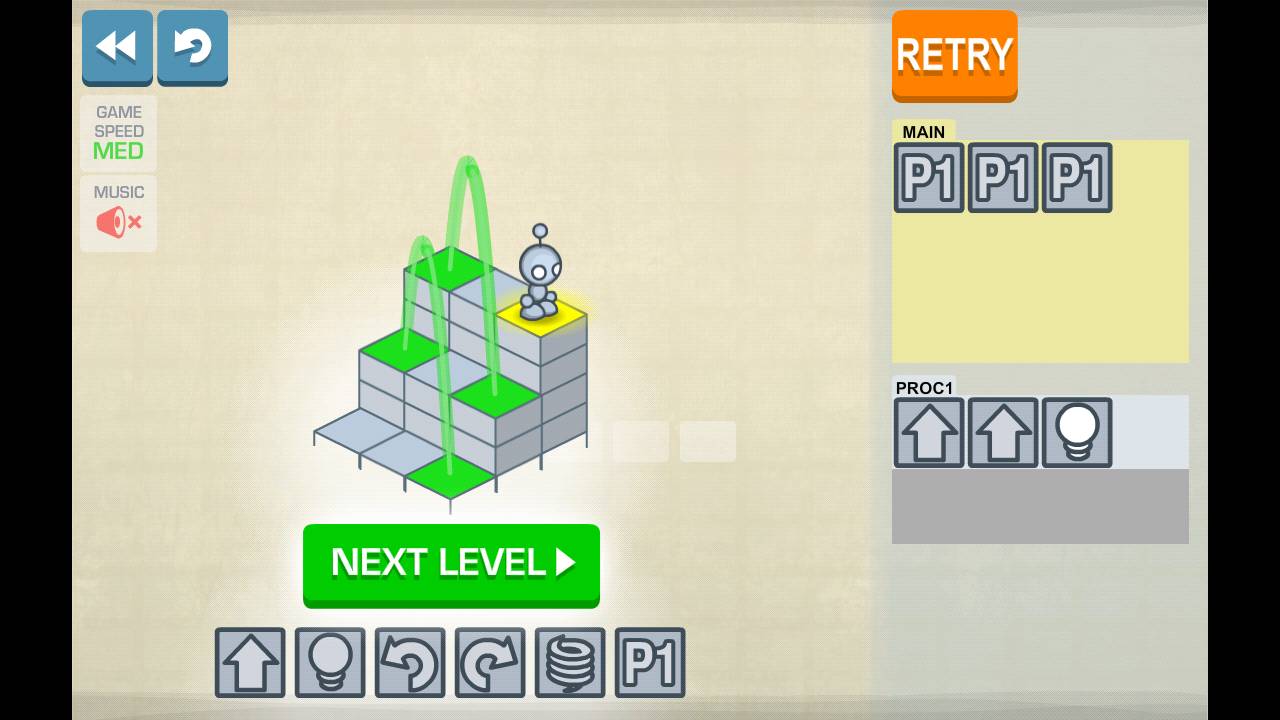 RETRY
GAME
SPEED
MED
MUSIC
MAIN
P1 P1 P1
PROC1
NEXT LEVEL
P1